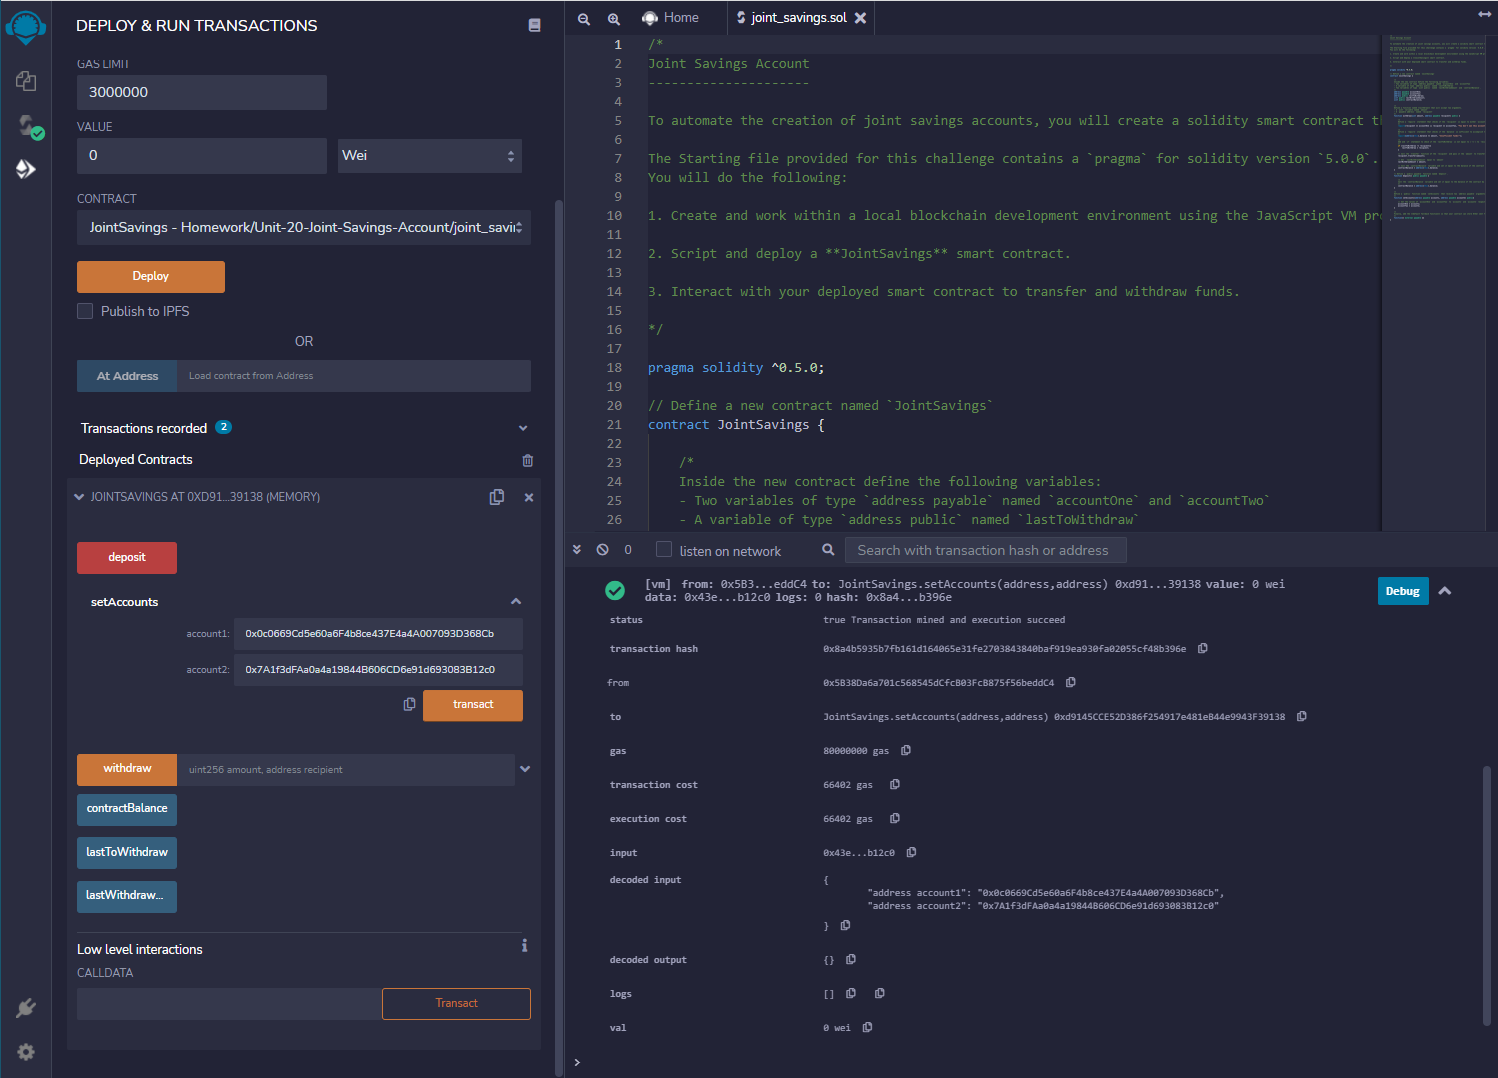 DEPLOY & RUN TRANSACTIONS
GAS LIMIT
3000000
VALUE
0
Wei
CONTRACT
JointSavings - Homework/Unit-20-Joint-Savings-Account/joint_savi
Deploy
Publish to IPFS
OR
At Address
Load contract from Address
Transactions recorded 2
Deployed Contracts
JOINTSAVINGS AT 0XD91...39138 (MEMORY)
deposit
setAccounts
account1: 0x0c0669Cd5e60a6F4b8ce437E4a4A007093D368Cb
account2: 0x7A1f3dFAa0a4a19844B606CD6e91d693083B12c0
transact
withdraw
uint256 amount, address recipient
contractBalance
lastToWithdraw
lastWithdraw...
Low level interactions
CALLDATA
Transact
Home
joint_savings.sol
1 /*
2 Joint Savings Account
3 ---------------------
4
5 To automate the creation of joint savings accounts, you will create a solidity smart contract th
6
7 The Starting file provided for this challenge contains a `pragma` for solidity version `5.0.0`.
8 You will do the following:
9
10 1. Create and work within a local blockchain development environment using the JavaScript VM pro
11
12 2. Script and deploy a **JointSavings** smart contract.
13
14 3. Interact with your deployed smart contract to transfer and withdraw funds.
15
16 */
17
18 pragma solidity ^0.5.0;
19
20 // Define a new contract named `JointSavings`
21 contract JointSavings {
22
23 /*
24 Inside the new contract define the following variables:
25 - Two variables of type `address payable` named `accountOne` and `accountTwo`
26 - A variable of type `address public` named `lastToWithdraw`
0
listen on network
Search with transaction hash or address
[vm] from: 0x5B3...eddC4 to: JointSavings.setAccounts(address,address) 0xd91...39138 value: 0 wei
data: 0x43e...b12c0 logs: 0 hash: 0x8a4...b396e
Debug
status true Transaction mined and execution succeed
transaction hash 0x8a4b5935b7fb161d164065e31fe2703843840baf919ea930fa02055cf48b396e
from 0x5B38Da6a701c568545dCfcB03FcB875f56beddC4
to JointSavings.setAccounts(address,address) 0xd9145CCE52D386f254917e481eB44e9943F39138
gas 80000000 gas
transaction cost 66402 gas
execution cost 66402 gas
input 0x43e...b12c0
decoded input {
"address account1": "0x0c0669Cd5e60a6F4b8ce437E4a4A007093D368Cb",
"address account2": "0x7A1f3dFAa0a4a19844B606CD6e91d693083B12c0"
}
decoded output {}
logs []
val 0 wei
>